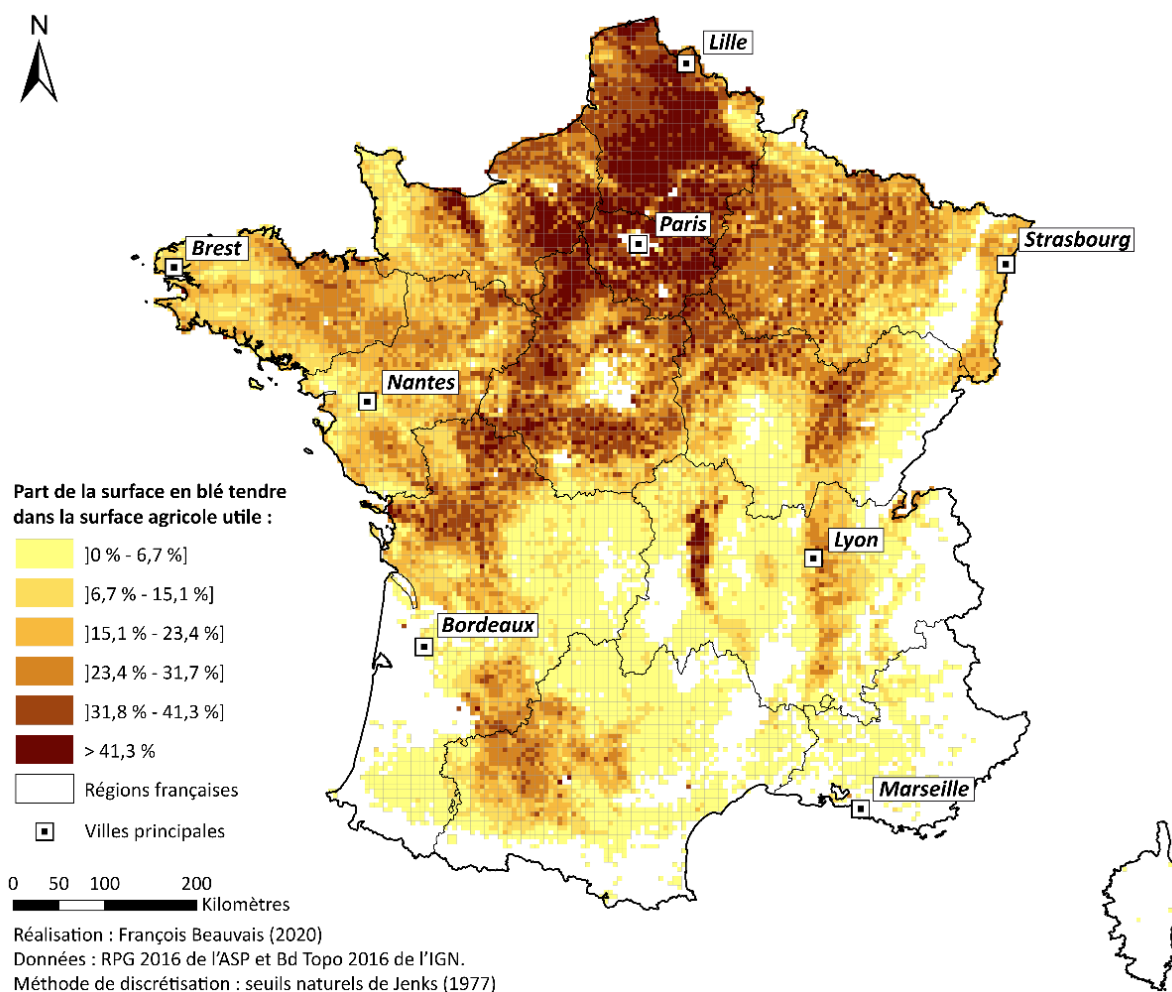 N
Lille
Paris
Strasbourg
Brest
Nantes
Part de la surface en blé tendre
dans la surface agricole utile :
]0 % - 6,7 %]
]6,7 % - 15,1 %]
]15,1 % - 23,4 %]
]23,4 % - 31,7 %]
]31,8 % - 41,3 %]
> 41,3 %
Régions françaises
Villes principales
Lyon
Bordeaux
Marseille
0 50 100 200
Kilomètres
Réalisation : François Beauvais (2020)
Données : RPG 2016 de l'ASP et Bd Topo 2016 de l'IGN.
Méthode de discrétisation : seuils naturels de Jenks (1977)